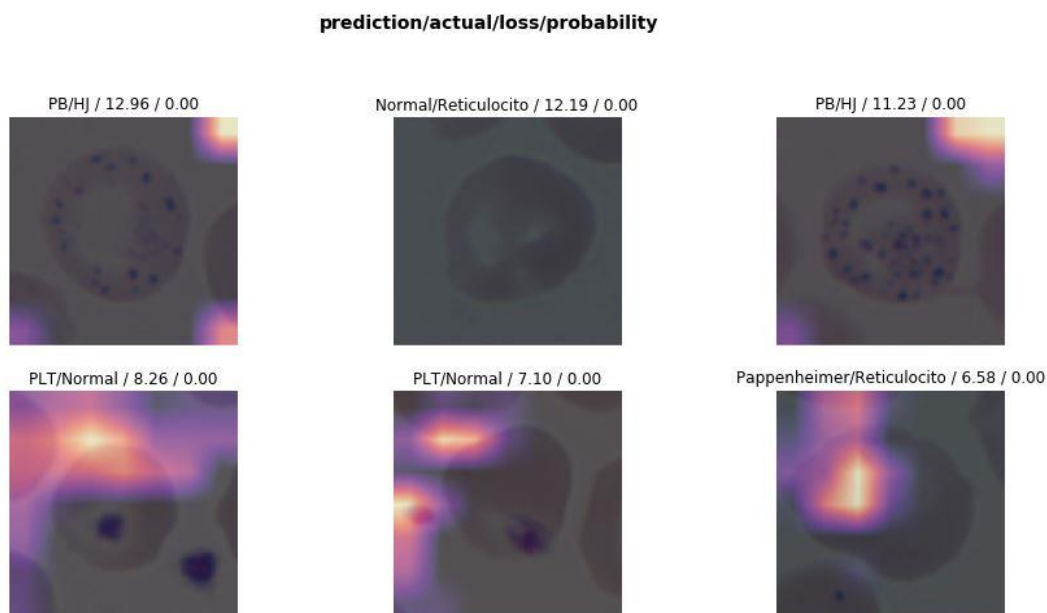 prediction/actual/loss/probability
PB/HJ / 12.96 / 0.00
Normal/Reticulocito / 12.19 / 0.00
PB/HJ / 11.23 / 0.00
PLT/Normal / 8.26 / 0.00
PLT/Normal / 7.10 / 0.00
Pappenheimer/Reticulocito / 6.58 / 0.00